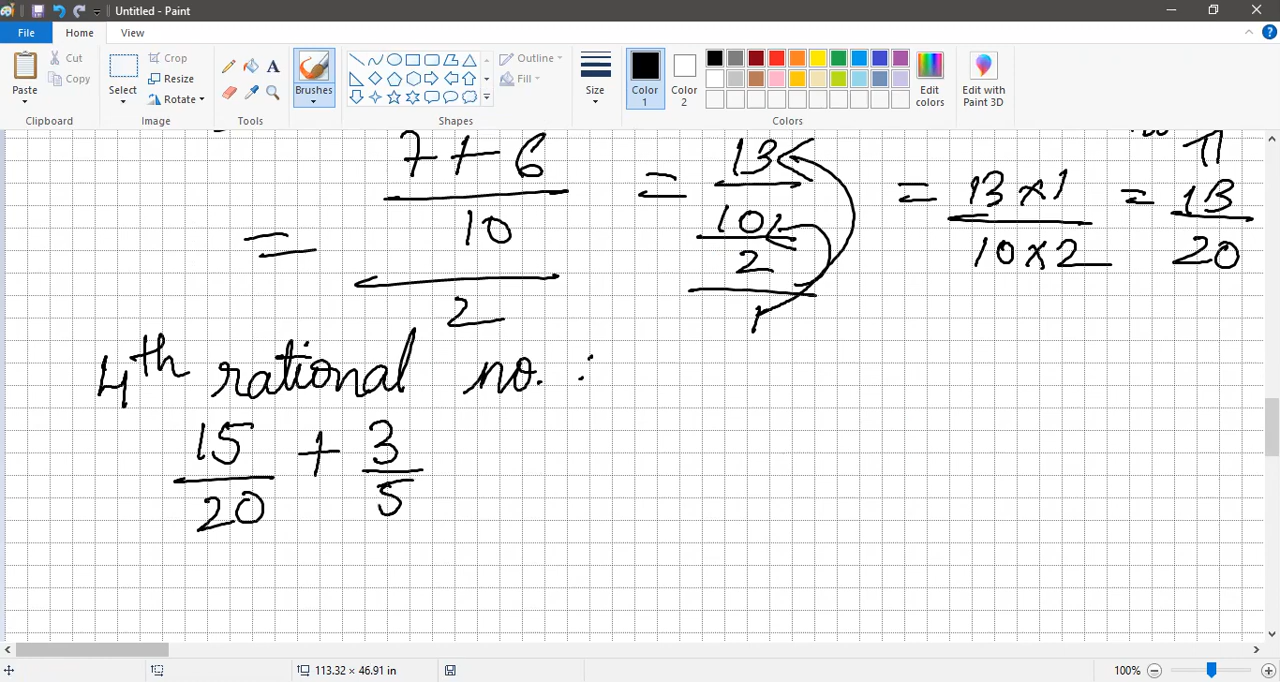 Untitled - Paint
File Home View
Paste Cut Copy
Select Crop Resize Rotate
Brushes
Outline Fill
Size
Color 1 Color 2
Edit colors
Edit with Paint 3D
Clipboard Image Tools Shapes Colors
= 7+6 / 10 / 2 = 13 / 10 / 2 / 1 = 13×1 / 10×2 = 13 / 20
4th rational no. :
15/20 + 3/5
113.32 × 46.91 in 100%